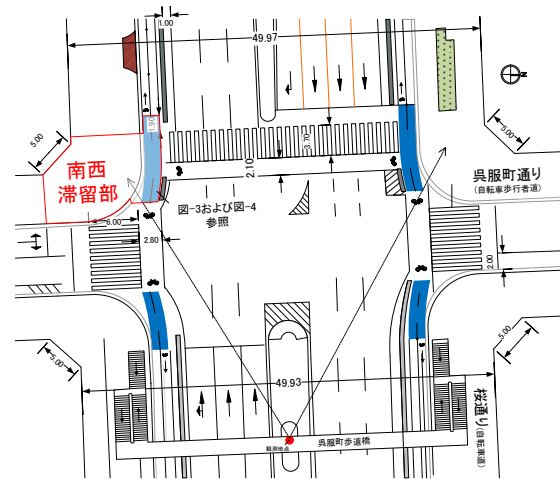 1.00
49.97
5.00
1.90
3.70
2.10
5.00
南西
滞留部
呉服町通り
(自転車歩行者道)
図-3および図-4
参照
6.00
2.80
2.00
5.00
5.00
49.93
桜通り(自転車道)
呉服町歩道橋
観測地点
N